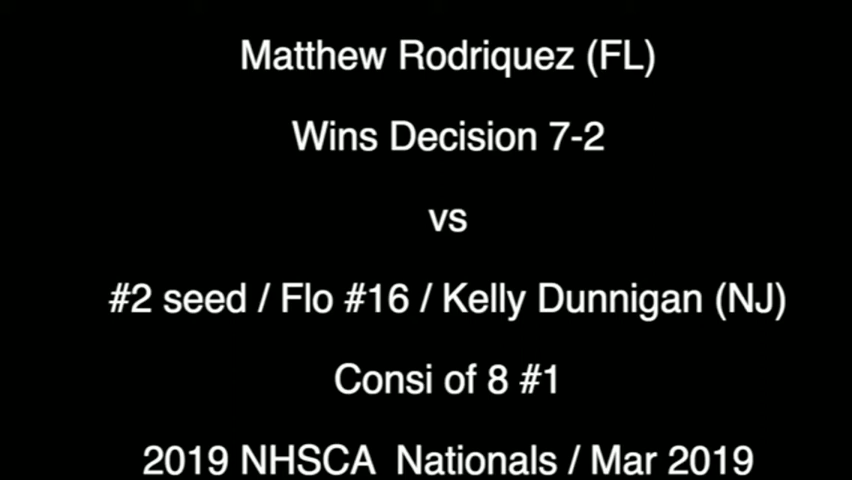 Matthew Rodriquez (FL)
Wins Decision 7-2
vs
#2 seed / Flo #16 / Kelly Dunnigan (NJ)
Consi of 8 #1
2019 NHSCA  Nationals / Mar 2019